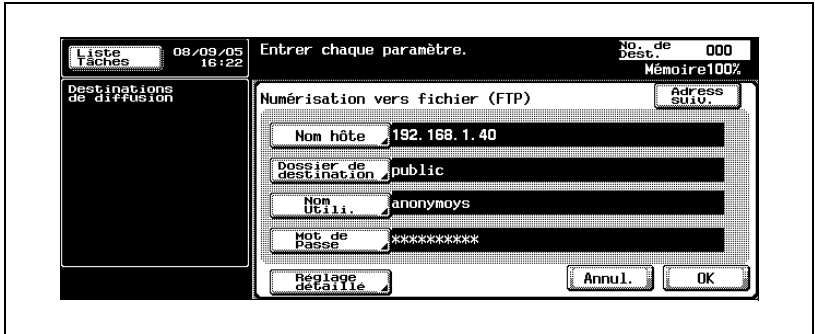 Liste
Tâches
08/09/05
16:22
Entrer chaque paramètre.
No. de
Dest.
000
Mémoire100%
Destinations
de diffusion
Numérisation vers fichier (FTP)
Adress
suiv.
Nom hôte
192.168.1.40
Dossier de
destination
public
Nom
Utili.
anonymoys
Mot de
Passe
**********
Réglage
détaillé
Annul.
OK